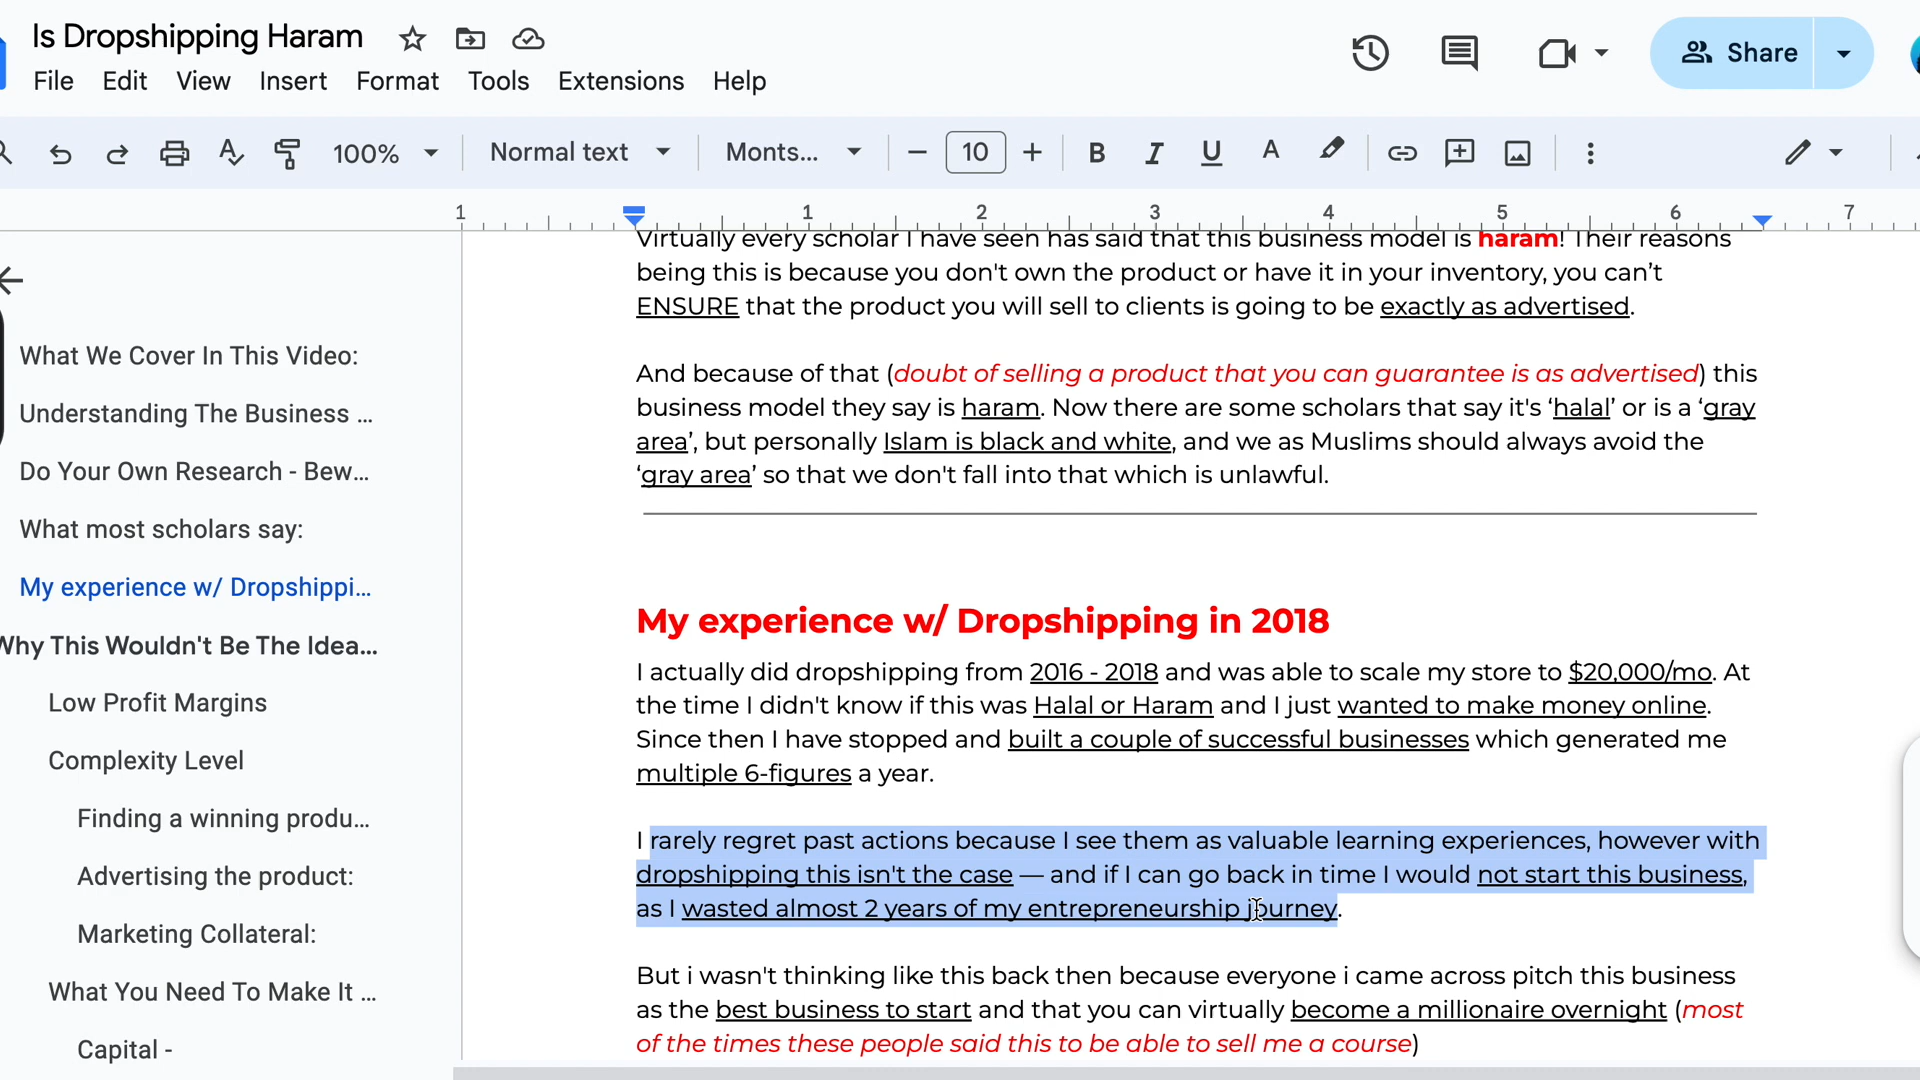 Is Dropshipping Haram
File Edit View Insert Format Tools Extensions Help
Share
100% Normal text Monts... 10 B I U A
1 1 2 3 4 5 6 7
What We Cover In This Video:
Understanding The Business ...
Do Your Own Research - Bew...
What most scholars say:
My experience w/ Dropshippi...
Why This Wouldn't Be The Idea...
Low Profit Margins
Complexity Level
Finding a winning produ...
Advertising the product:
Marketing Collateral:
What You Need To Make It ...
Capital -
Virtually every scholar I have seen has said that this business model is haram! Their reasons
being this is because you don't own the product or have it in your inventory, you can’t
ENSURE that the product you will sell to clients is going to be exactly as advertised.
And because of that (doubt of selling a product that you can guarantee is as advertised) this
business model they say is haram. Now there are some scholars that say it's ‘halal’ or is a ‘gray
area’, but personally Islam is black and white, and we as Muslims should always avoid the
‘gray area’ so that we don't fall into that which is unlawful.
My experience w/ Dropshipping in 2018
I actually did dropshipping from 2016 - 2018 and was able to scale my store to $20,000/mo. At
the time I didn't know if this was Halal or Haram and I just wanted to make money online.
Since then I have stopped and built a couple of successful businesses which generated me
multiple 6-figures a year.
I rarely regret past actions because I see them as valuable learning experiences, however with
dropshipping this isn't the case — and if I can go back in time I would not start this business,
as I wasted almost 2 years of my entrepreneurship journey.
But i wasn't thinking like this back then because everyone i came across pitch this business
as the best business to start and that you can virtually become a millionaire overnight (most
of the times these people said this to be able to sell me a course)